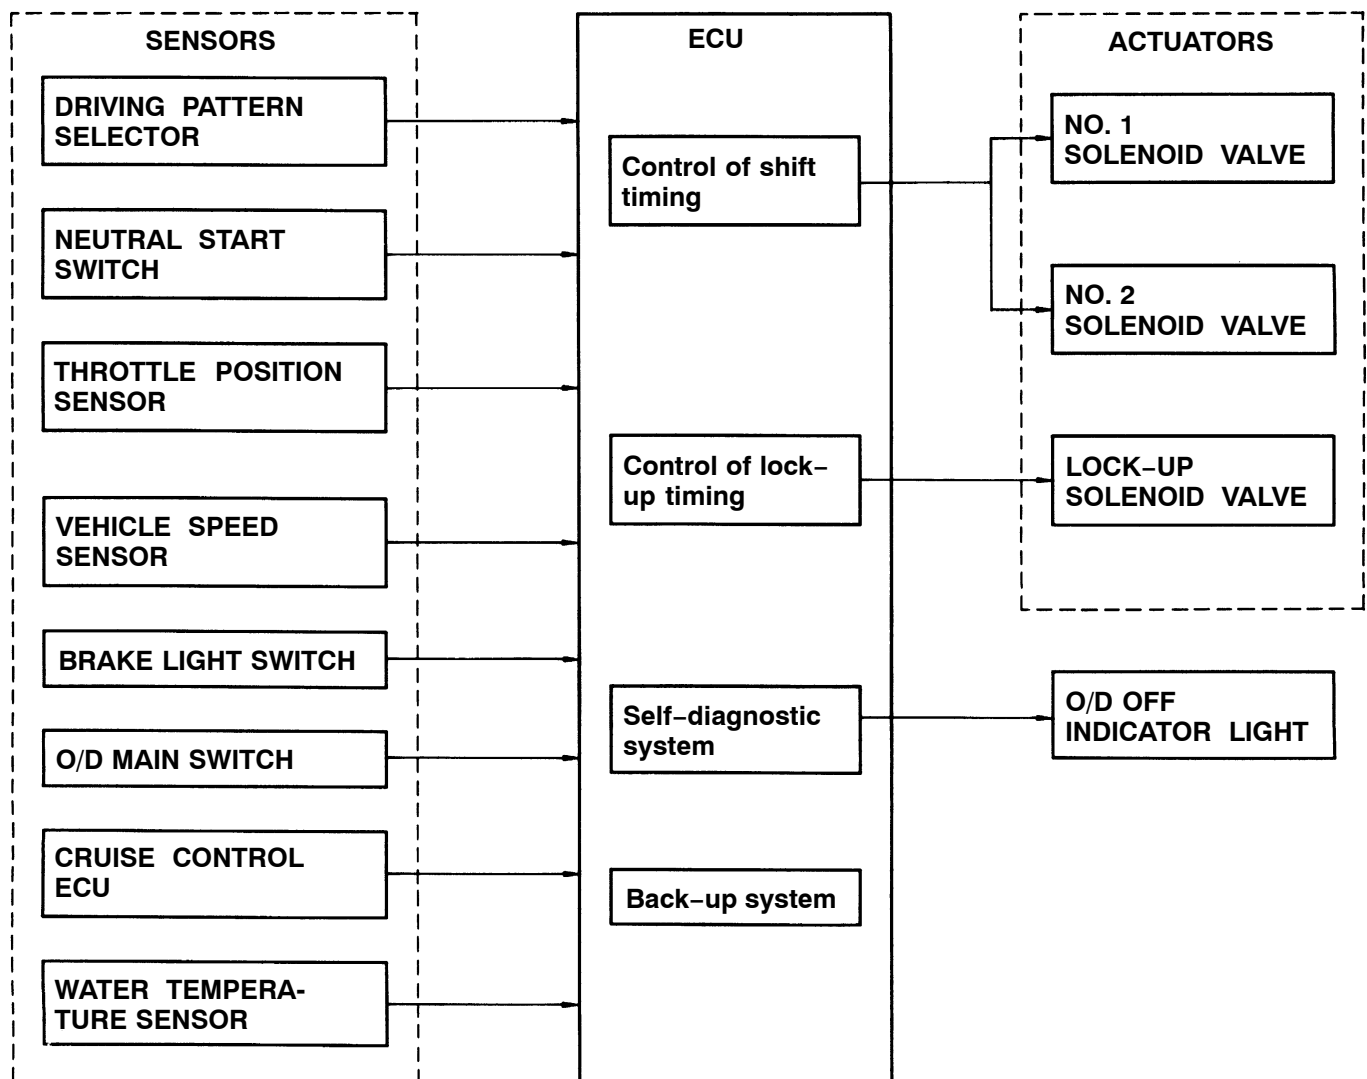 SENSORS
DRIVING PATTERN
SELECTOR
NEUTRAL START
SWITCH
THROTTLE POSITION
SENSOR
VEHICLE SPEED
SENSOR
BRAKE LIGHT SWITCH
O/D MAIN SWITCH
CRUISE CONTROL
ECU
WATER TEMPERA-
TURE SENSOR
ECU
Control of shift
timing
Control of lock−
up timing
Self−diagnostic
system
Back−up system
ACTUATORS
NO. 1
SOLENOID VALVE
NO. 2
SOLENOID VALVE
LOCK−UP
SOLENOID VALVE
O/D OFF
INDICATOR LIGHT